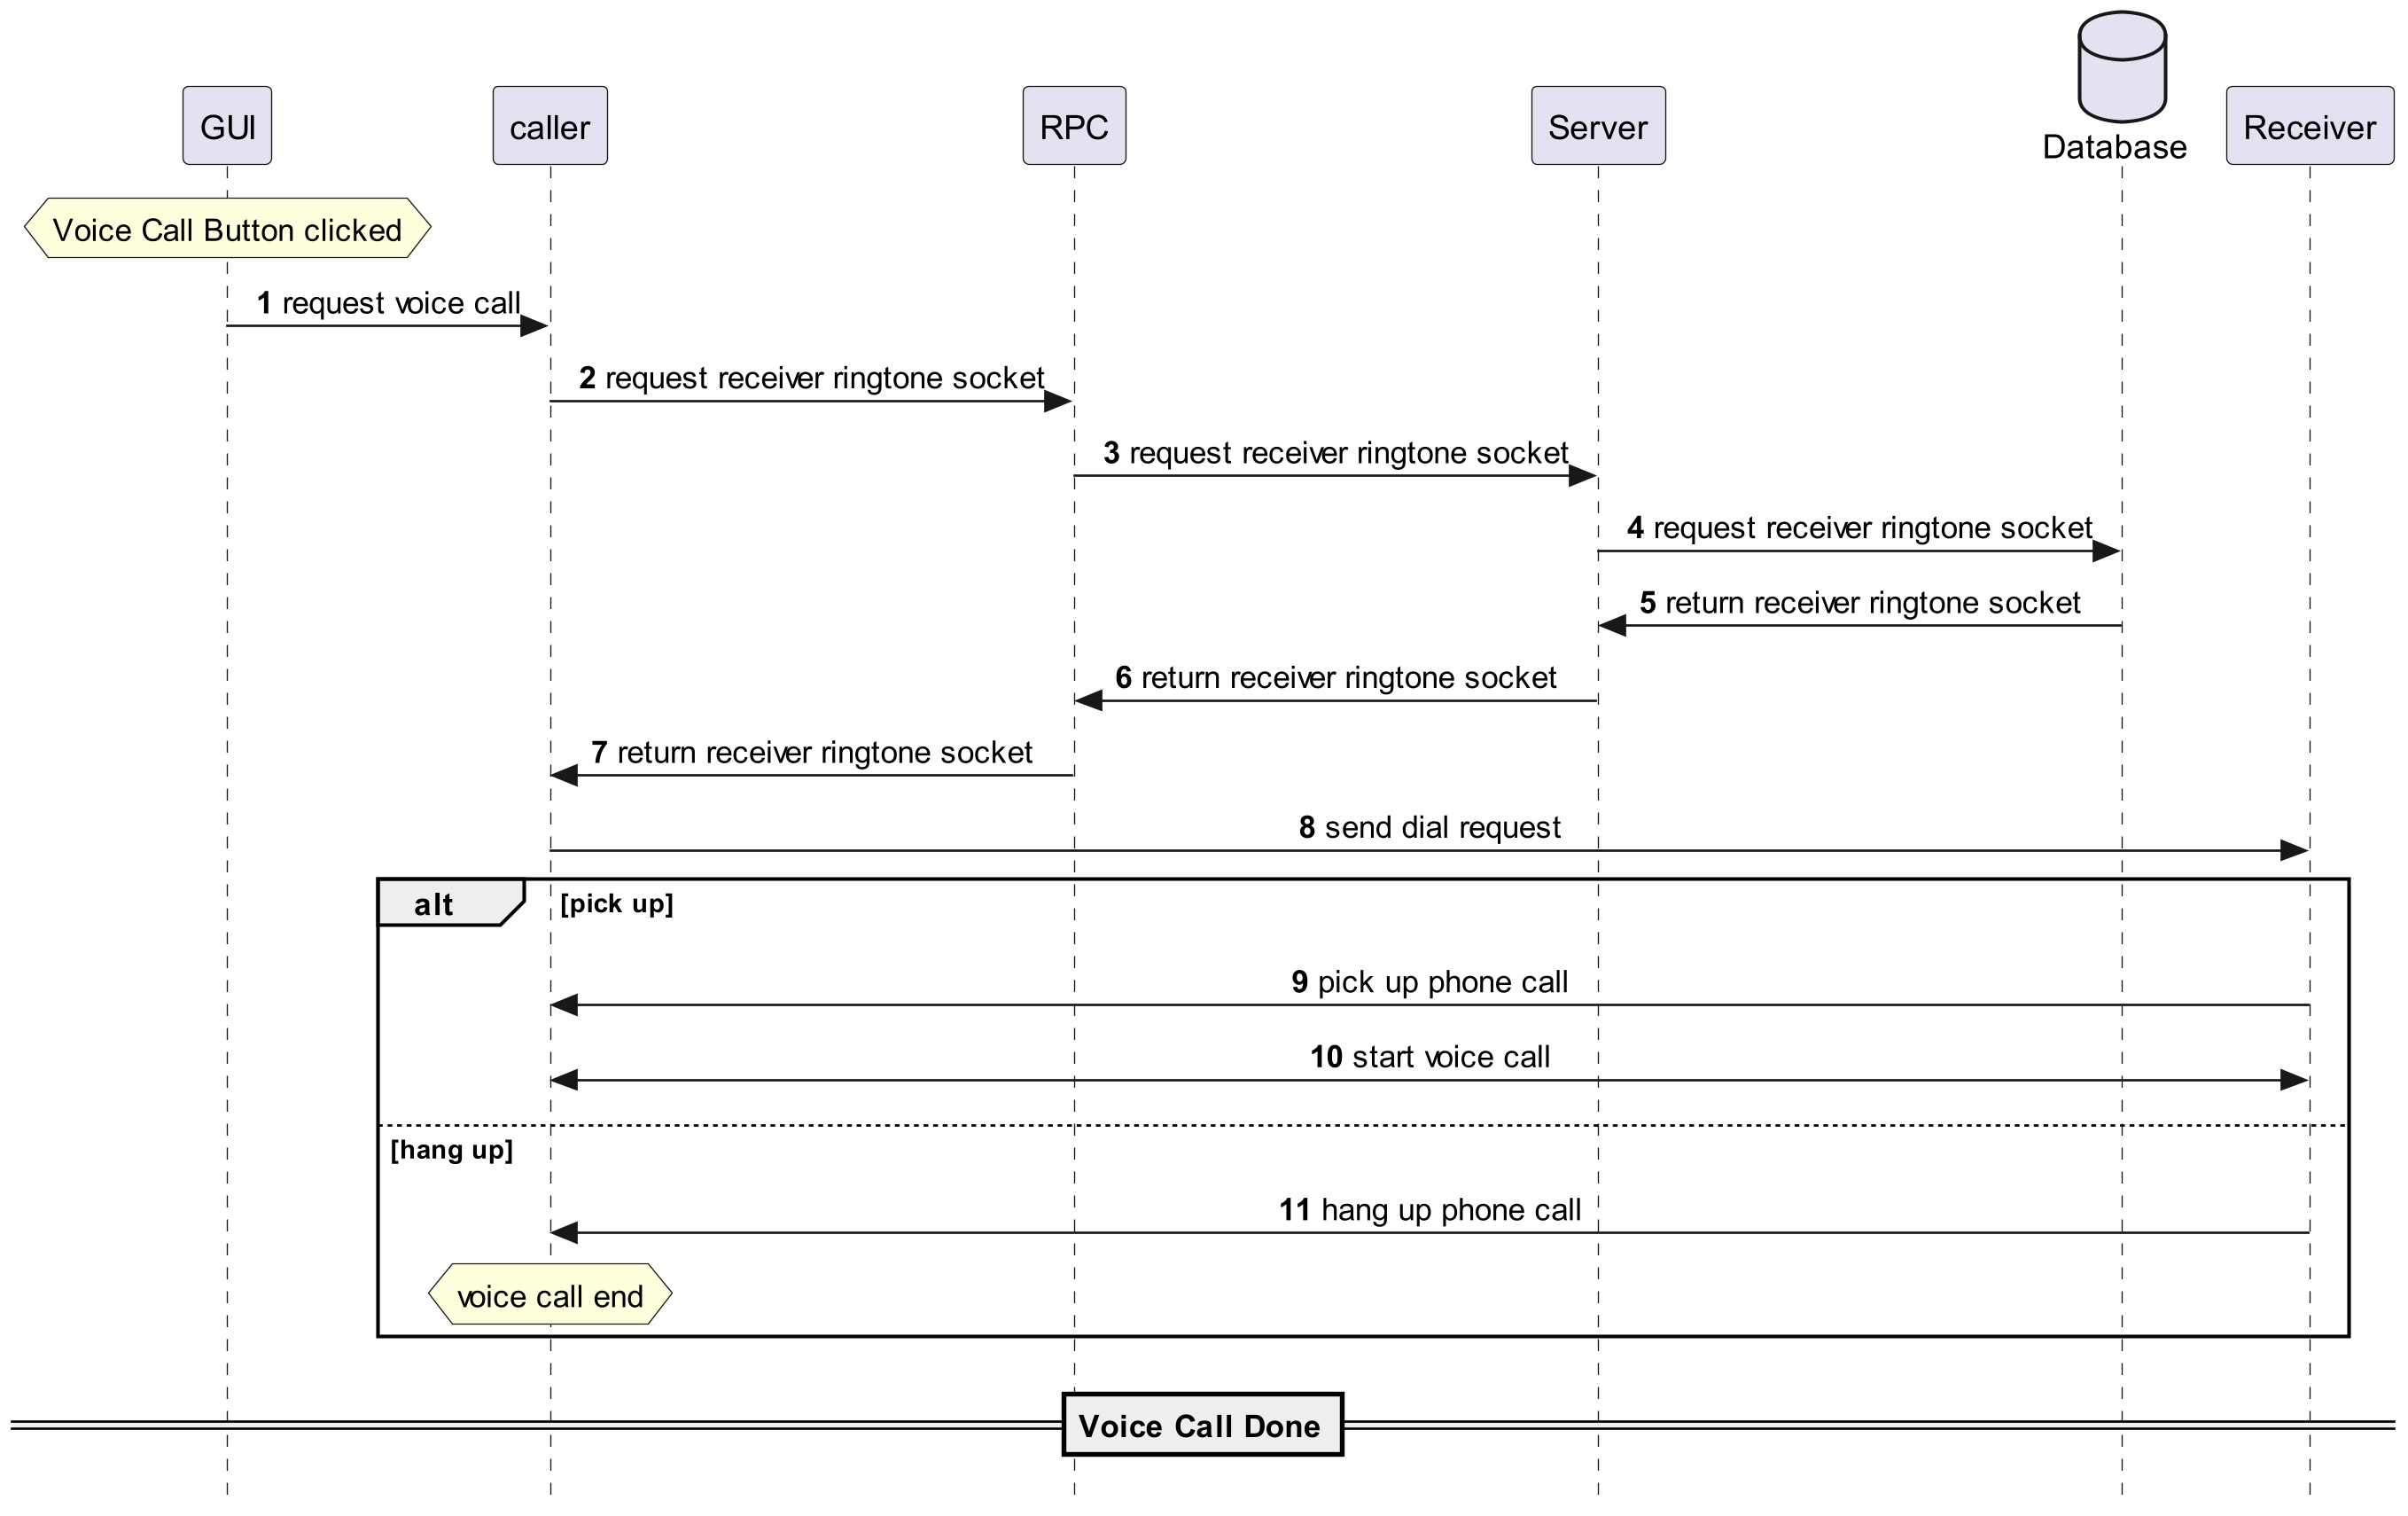 GUI
caller
RPC
Server
Database
Receiver
Voice Call Button clicked
1 request voice call
2 request receiver ringtone socket
3 request receiver ringtone socket
4 request receiver ringtone socket
5 return receiver ringtone socket
6 return receiver ringtone socket
7 return receiver ringtone socket
8 send dial request
alt
[pick up]
9 pick up phone call
10 start voice call
[hang up]
11 hang up phone call
voice call end
Voice Call Done